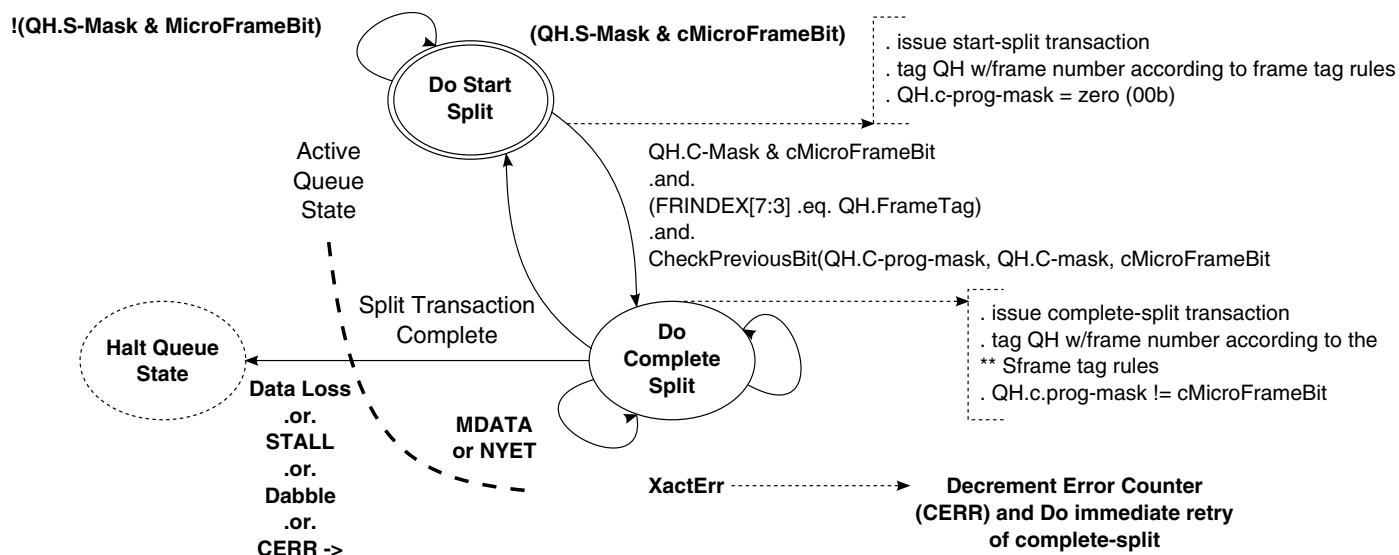 !(QH.S-Mask & MicroFrameBit)
(QH.S-Mask & cMicroFrameBit)
. issue start-split transaction
. tag QH w/frame number according to frame tag rules
. QH.c-prog-mask = zero (00b)
Do Start
Split
Active
Queue
State
QH.C-Mask & cMicroFrameBit
.and.
(FRINDEX[7:3] .eq. QH.FrameTag)
.and.
CheckPreviousBit(QH.C-prog-mask, QH.C-mask, cMicroFrameBit
Split Transaction
Complete
. issue complete-split transaction
. tag QH w/frame number according to the
** Sframe tag rules
. QH.c.prog-mask != cMicroFrameBit
Do
Complete
Split
Halt Queue
State
Data Loss
.or.
STALL
.or.
Dabble
.or.
CERR ->
MDATA
or NYET
XactErr
Decrement Error Counter
(CERR) and Do immediate retry
of complete-split